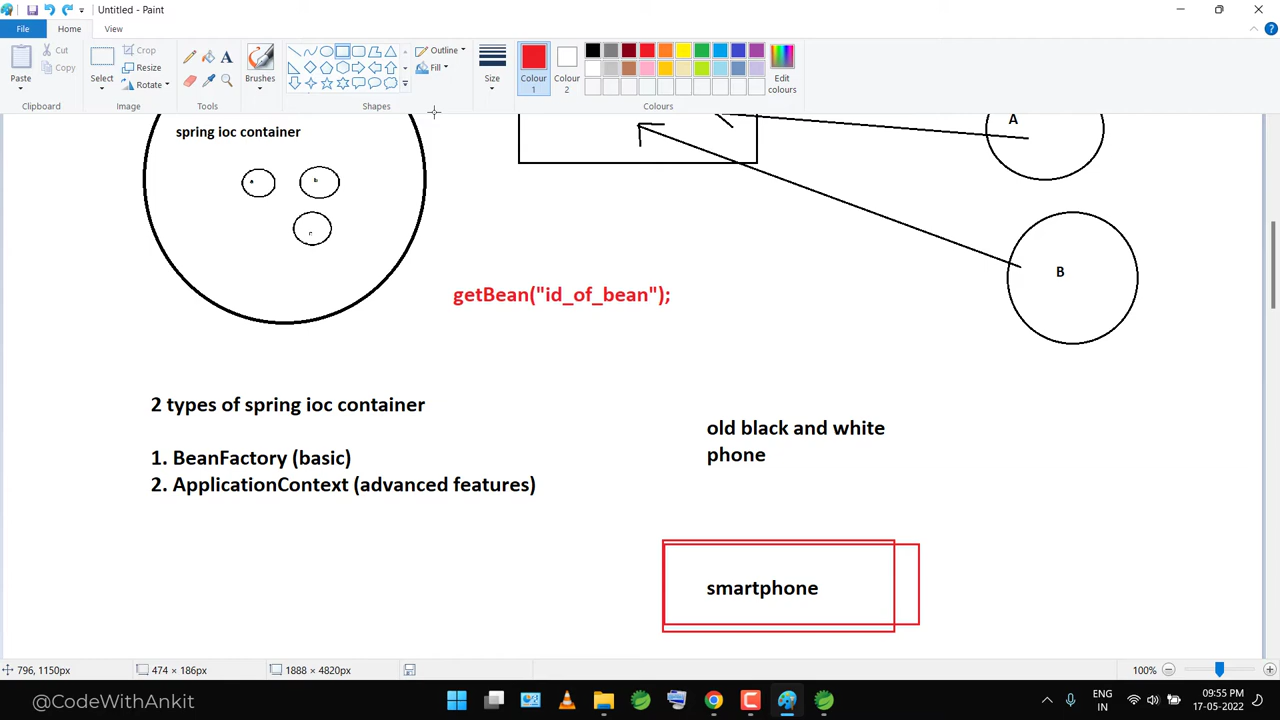 Untitled - Paint
File
Home
View
Paste
Cut
Copy
Clipboard
Select
Crop
Resize
Rotate
Image
Tools
Brushes
Shapes
Outline
Fill
Size
Colour 1
Colour 2
Edit colours
Colours
spring ioc container
a
b
c
A
B
getBean("id_of_bean");
2 types of spring ioc container
1. BeanFactory (basic)
2. ApplicationContext (advanced features)
old black and white
phone
smartphone
796, 1150px
474 × 186px
1888 × 4820px
100%
@CodeWithAnkit
ENG
IN
09:55 PM
17-05-2022